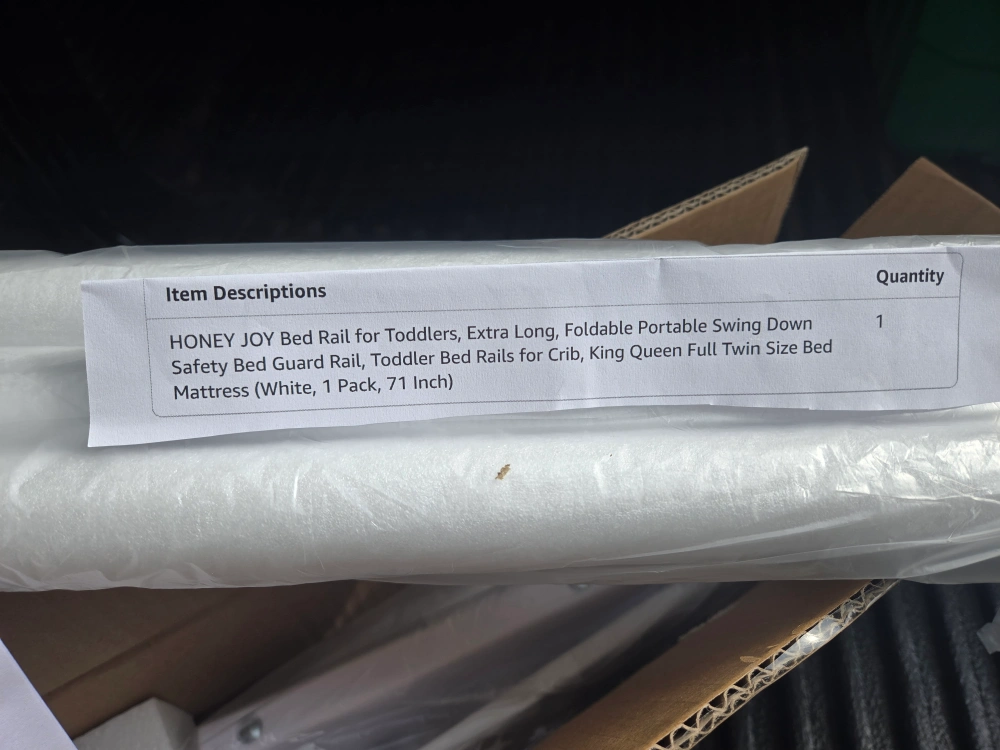 Item Descriptions
Quantity
HONEY JOY Bed Rail for Toddlers, Extra Long, Foldable Portable Swing Down
1
Safety Bed Guard Rail, Toddler Bed Rails for Crib, King Queen Full Twin Size Bed
Mattress (White, 1 Pack, 71 Inch)